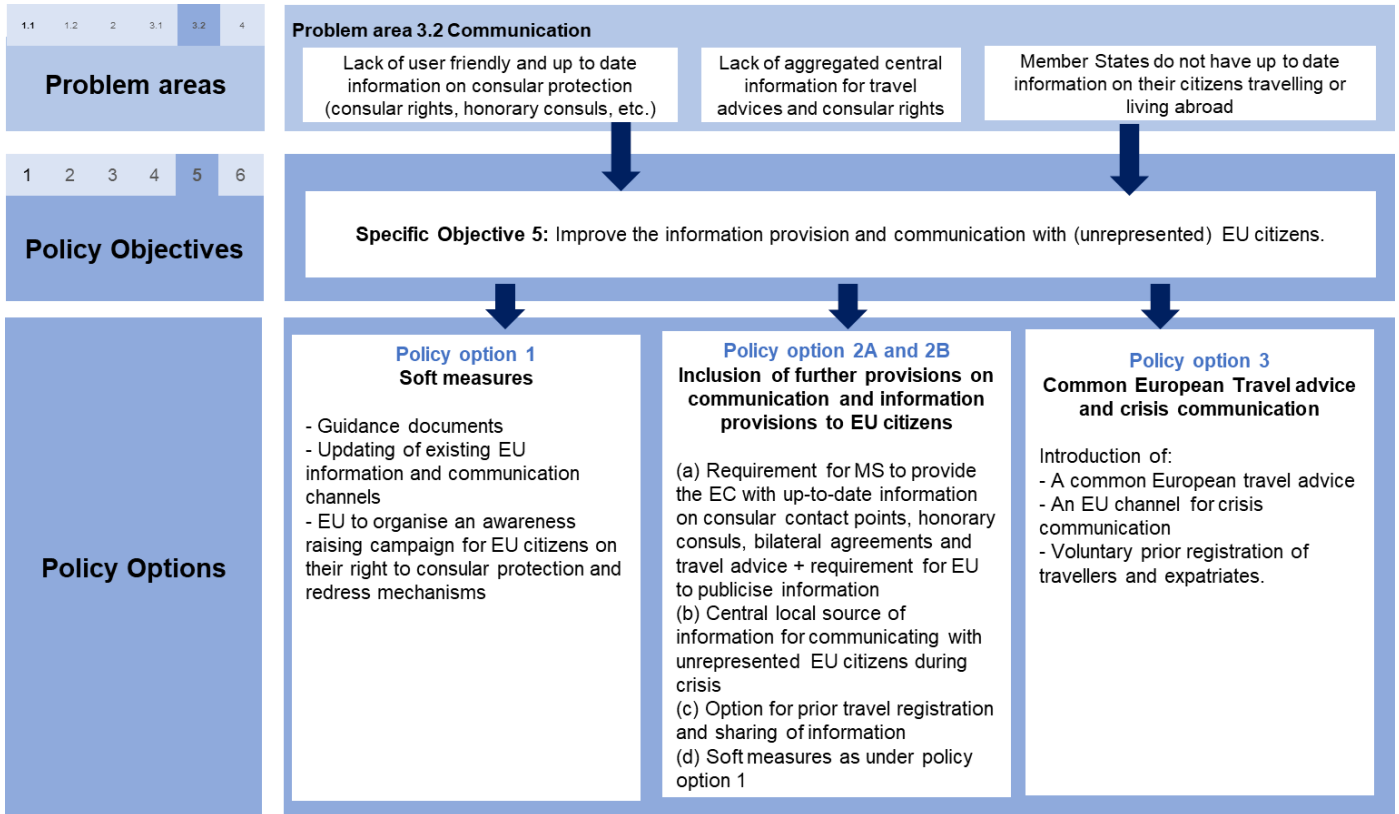 1.1 1.2 2 3.1 3.2 4
Problem areas
Problem area 3.2 Communication
Lack of user friendly and up to date
information on consular protection
(consular rights, honorary consuls, etc.)
Lack of aggregated central
information for travel
advices and consular rights
Member States do not have up to date
information on their citizens travelling or
living abroad
1 2 3 4 5 6
Policy Objectives
Specific Objective 5: Improve the information provision and communication with (unrepresented) EU citizens.
Policy Options
Policy option 1
Soft measures
- Guidance documents
- Updating of existing EU
information and communication
channels
- EU to organise an awareness
raising campaign for EU citizens on
their right to consular protection and
redress mechanisms
Policy option 2A and 2B
Inclusion of further provisions on
communication and information
provisions to EU citizens
(a) Requirement for MS to provide
the EC with up-to-date information
on consular contact points, honorary
consuls, bilateral agreements and
travel advice + requirement for EU
to publicise information
(b) Central local source of
information for communicating with
unrepresented EU citizens during
crisis
(c) Option for prior travel registration
and sharing of information
(d) Soft measures as under policy
option 1
Policy option 3
Common European Travel advice
and crisis communication
Introduction of:
- A common European travel advice
- An EU channel for crisis
communication
- Voluntary prior registration of
travellers and expatriates.